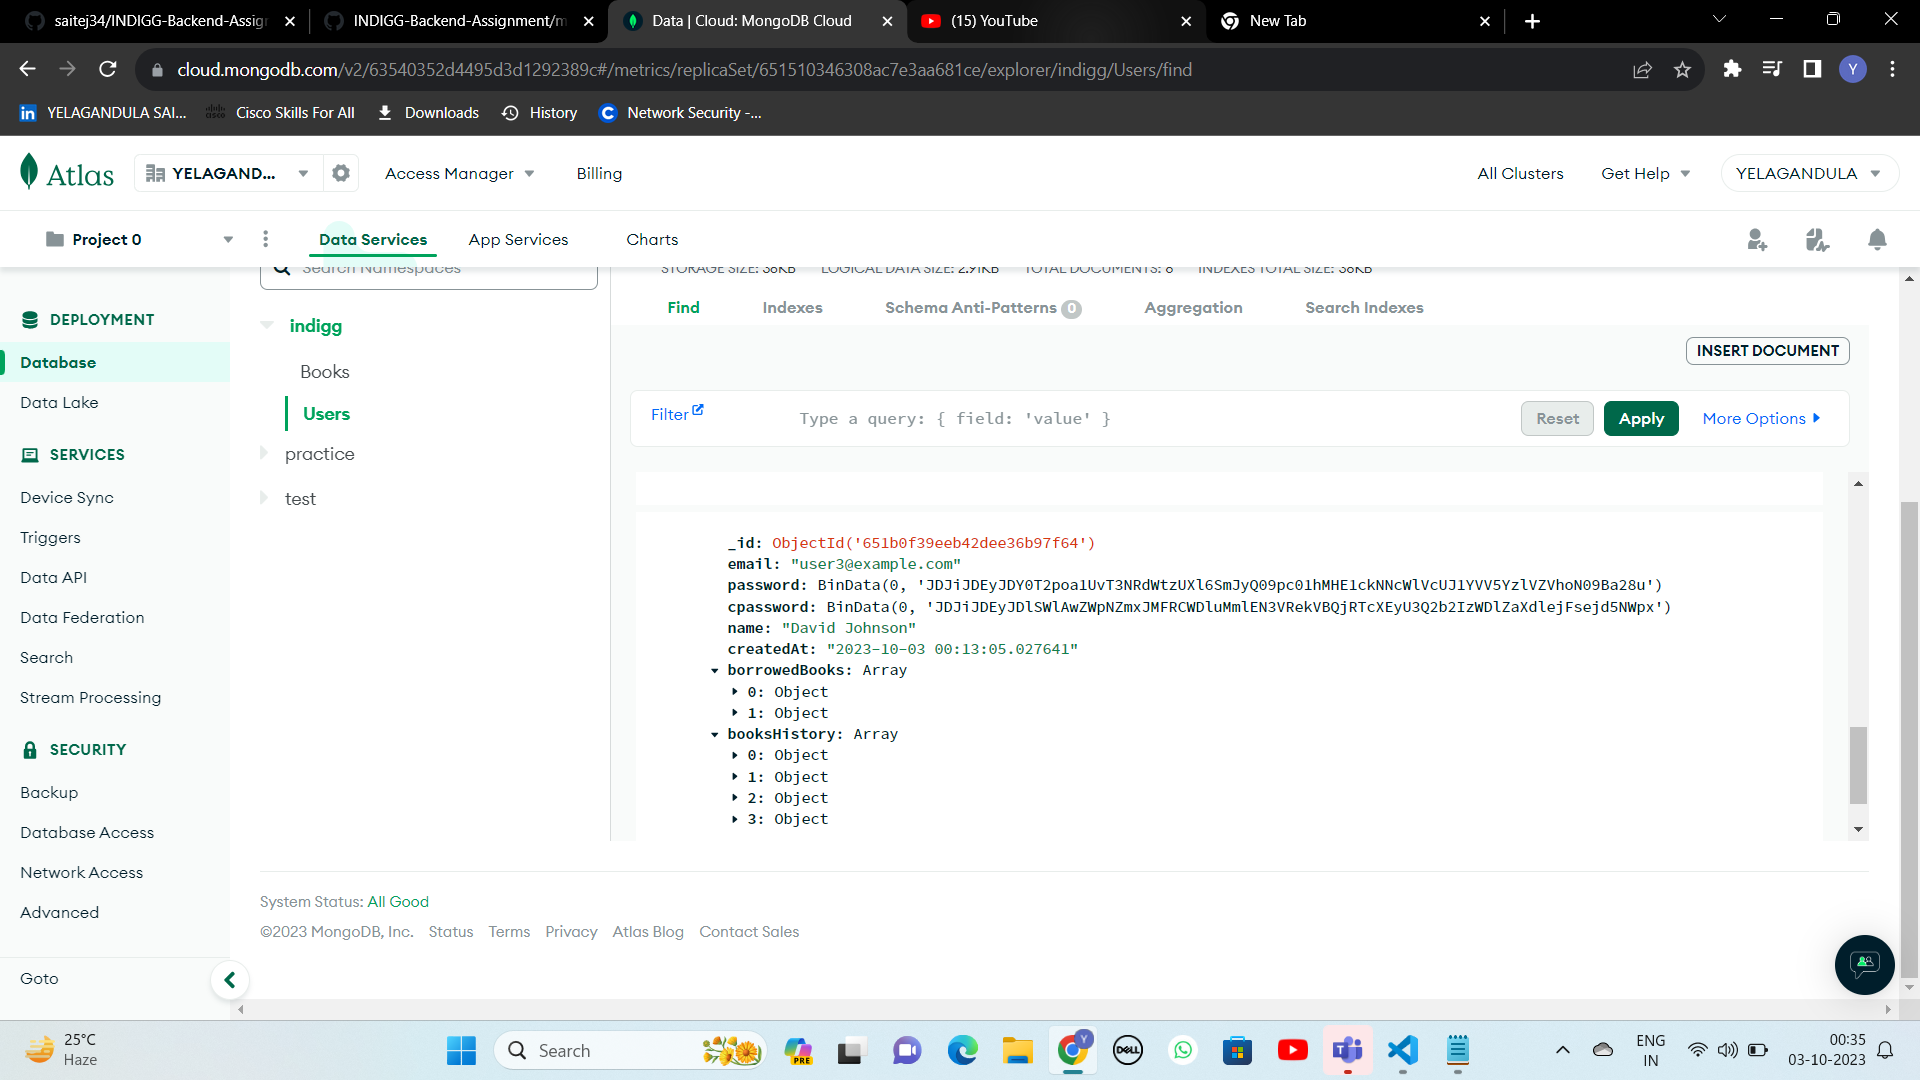 saitej34/INDIGG-Backend-Assign
INDIGG-Backend-Assignment/m
Data | Cloud: MongoDB Cloud
(15) YouTube
New Tab
cloud.mongodb.com/v2/63540352d4495d3d1292389c#/metrics/replicaSet/651510346308ac7e3aa681ce/explorer/indigg/Users/find
Y
in YELAGANDULA SAI...
cisco Cisco Skills For All
Downloads
History
C Network Security -...
Atlas
YELAGAND...
Access Manager
Billing
All Clusters
Get Help
YELAGANDULA
Project 0
Data Services
App Services
Charts
Search Namespaces
STORAGE SIZE: 36KB LOGICAL DATA SIZE: 2.91KB TOTAL DOCUMENTS: 8 INDEXES TOTAL SIZE: 36KB
DEPLOYMENT
Database
Data Lake
SERVICES
Device Sync
Triggers
Data API
Data Federation
Search
Stream Processing
SECURITY
Backup
Database Access
Network Access
Advanced
Goto
indigg
Books
Users
practice
test
Find
Indexes
Schema Anti-Patterns 0
Aggregation
Search Indexes
INSERT DOCUMENT
Filter
Type a query: { field: 'value' }
Reset
Apply
More Options
_id: ObjectId('651b0f39eeb42dee36b97f64')
email: "user3@example.com"
password: BinData(0, 'JDJiJDEyJDY0T2poa1UvT3NRdWtzUXl6SmJyQ09pc01hMHE1ckNNcWlVcUJ1YVV5YzlVZVhoN09Ba28u')
cpassword: BinData(0, 'JDJiJDEyJDlSWlAwZWpNZmxJMFRCWDluMmlEN3VRekVBQjRTcXEyU3Q2b2IzWDlZaXdlejFsejd5NWpx')
name: "David Johnson"
createdAt: "2023-10-03 00:13:05.027641"
borrowedBooks: Array
0: Object
1: Object
booksHistory: Array
0: Object
1: Object
2: Object
3: Object
System Status: All Good
©2023 MongoDB, Inc. Status Terms Privacy Atlas Blog Contact Sales
25°C
Haze
Search
PRE
Y
DELL
ENG
IN
00:35
03-10-2023